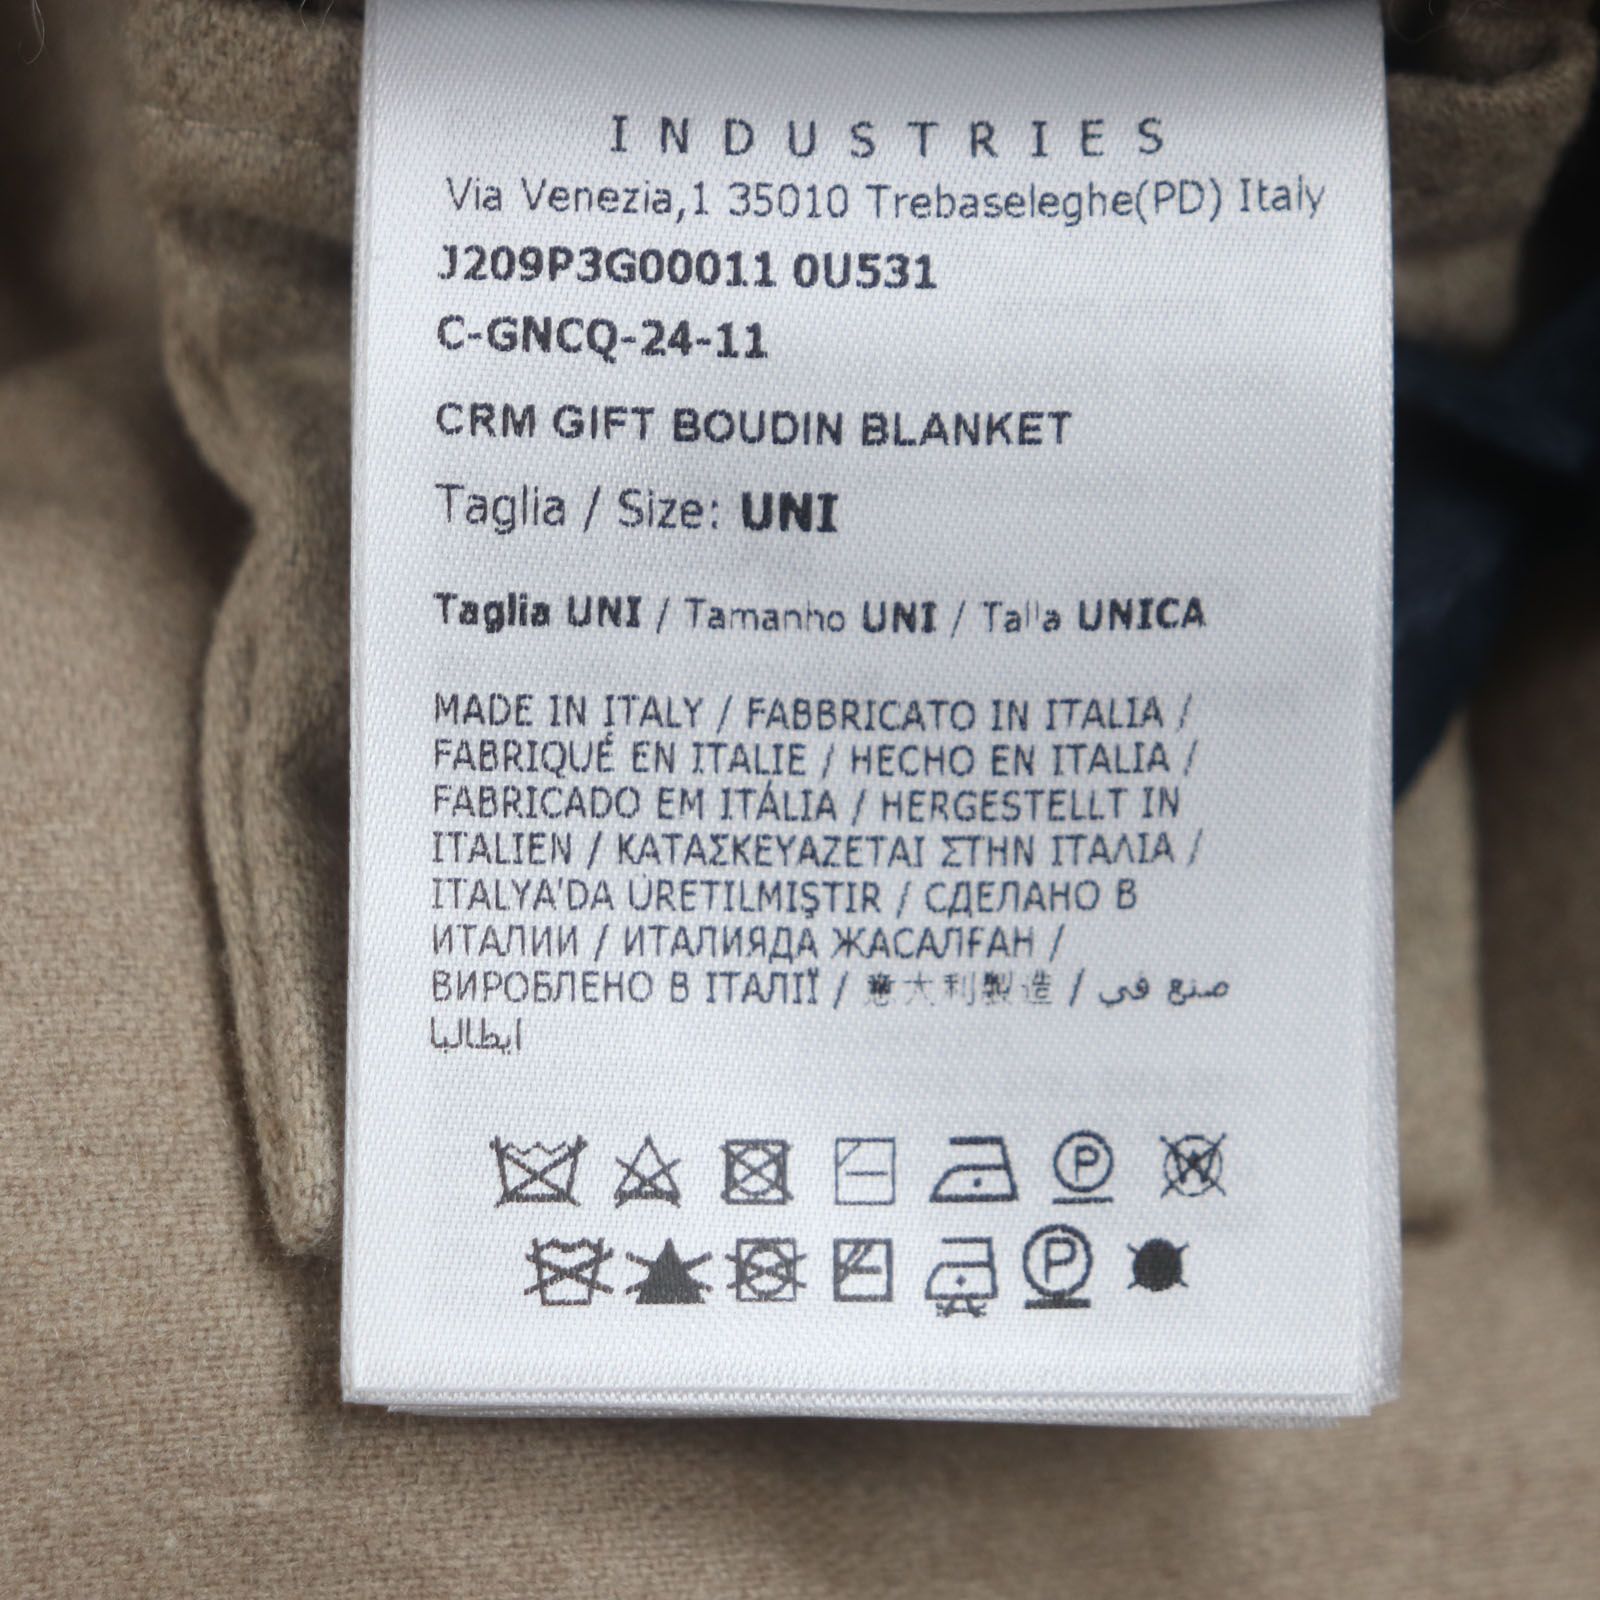 INDUSTRIES
Via Venezia,1 35010 Trebaseleghe(PD) Italy
J209P3G00011 0U531
C-GNCQ-24-11
CRM GIFT BOUDIN BLANKET
Taglia / Size: UNI
Taglia UNI / Tamanho UNI / Talla UNICA
MADE IN ITALY / FABBRICATO IN ITALIA /
FABRIQUÉ EN ITALIE / HECHO EN ITALIA /
FABRICADO EM ITÁLIA / HERGESTELLT IN
ITALIEN / ΚΑΤΑΣΚΕΥΑΖΕΤΑΙ ΣΤΗΝ ΙΤΑΛΙΑ /
ITALYA'DA ÜRETILMIŞTIR / СДЕЛАНО В
ИТАЛИИ / ИТАЛИЯДА ЖАСАЛҒАН /
ВИРОБЛЕНО В ІТАЛІЇ / 意大利製造 / صنع في
ايطاليا
P W
P